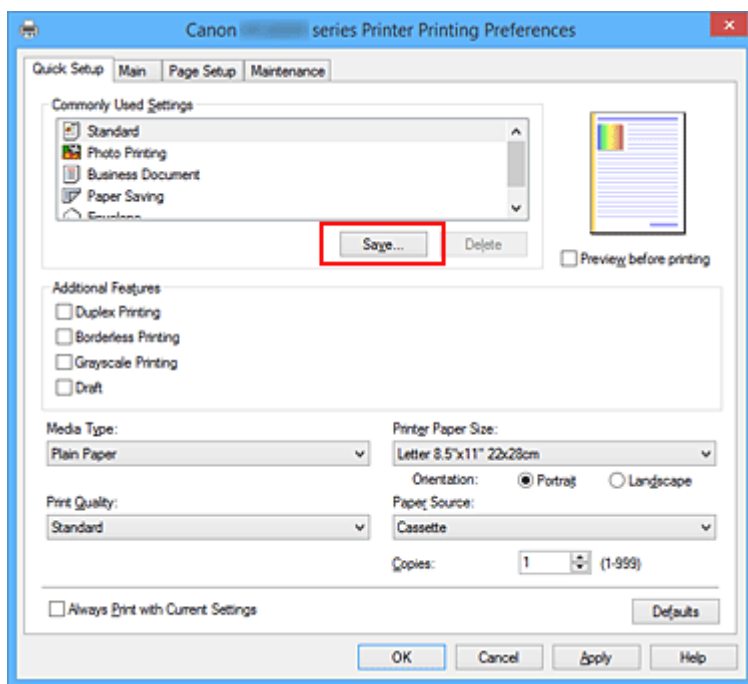 Canon series Printer Printing Preferences
Quick Setup Main Page Setup Maintenance
Commonly Used Settings
Standard
Photo Printing
Business Document
Paper Saving
Envelope
Save... Delete
Preview before printing
Additional Features
Duplex Printing
Borderless Printing
Grayscale Printing
Draft
Media Type: Printer Paper Size:
Plain Paper Letter 8.5"x11" 22x28cm
Orientation: Portrait Landscape
Print Quality: Paper Source:
Standard Cassette
Copies: 1 (1-999)
Always Print with Current Settings Defaults
OK Cancel Apply Help